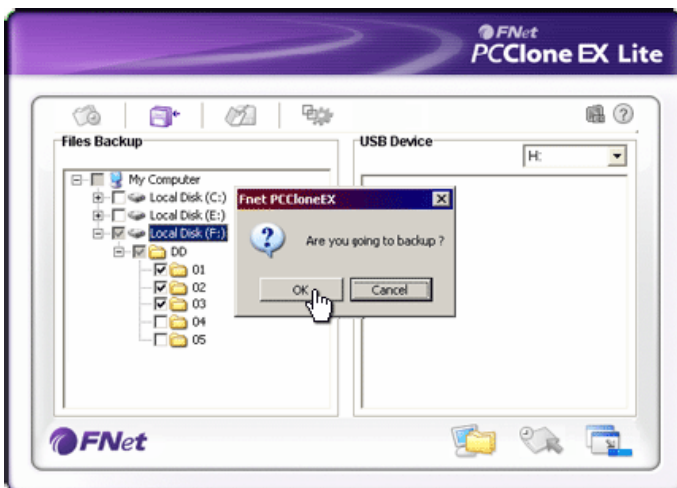 FNet
PCClone EX Lite
Files Backup
USB Device
H:
My Computer
Local Disk (C:)
Local Disk (E:)
Local Disk (F:)
DD
01
02
03
04
05
Fnet PCCloneEX
Are you going to backup ?
OK
Cancel
FNet